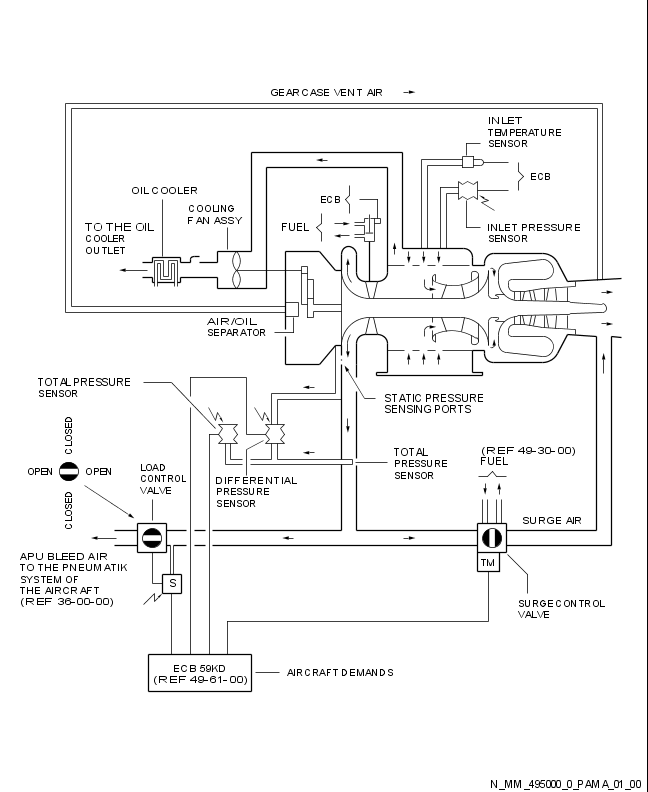 GEARCASE VENT AIR
INLET
TEMPERATURE
SENSOR
ECB
INLET PRESSURE
SENSOR
OIL COOLER
COOLING
FAN ASSY
TO THE OIL
COOLER
OUTLET
ECB
FUEL
AIR/OIL
SEPARATOR
TOTAL PRESSURE
SENSOR
STATIC PRESSURE
SENSING PORTS
CLOSED
OPEN
OPEN
CLOSED
LOAD
CONTROL
VALVE
DIFFERENTIAL
PRESSURE
SENSOR
TOTAL
PRESSURE
SENSOR
(REF 49-30-00)
FUEL
SURGE AIR
APU BLEED AIR
TO THE PNEUMATIK
SYSTEM OF
THE AIRCRAFT
(REF 36-00-00)
S
TM
SURGE CONTROL
VALVE
ECB 59KD
(REF 49-61-00)
AIRCRAFT DEMANDS
N_MM_495000_0_PAMA_01_00